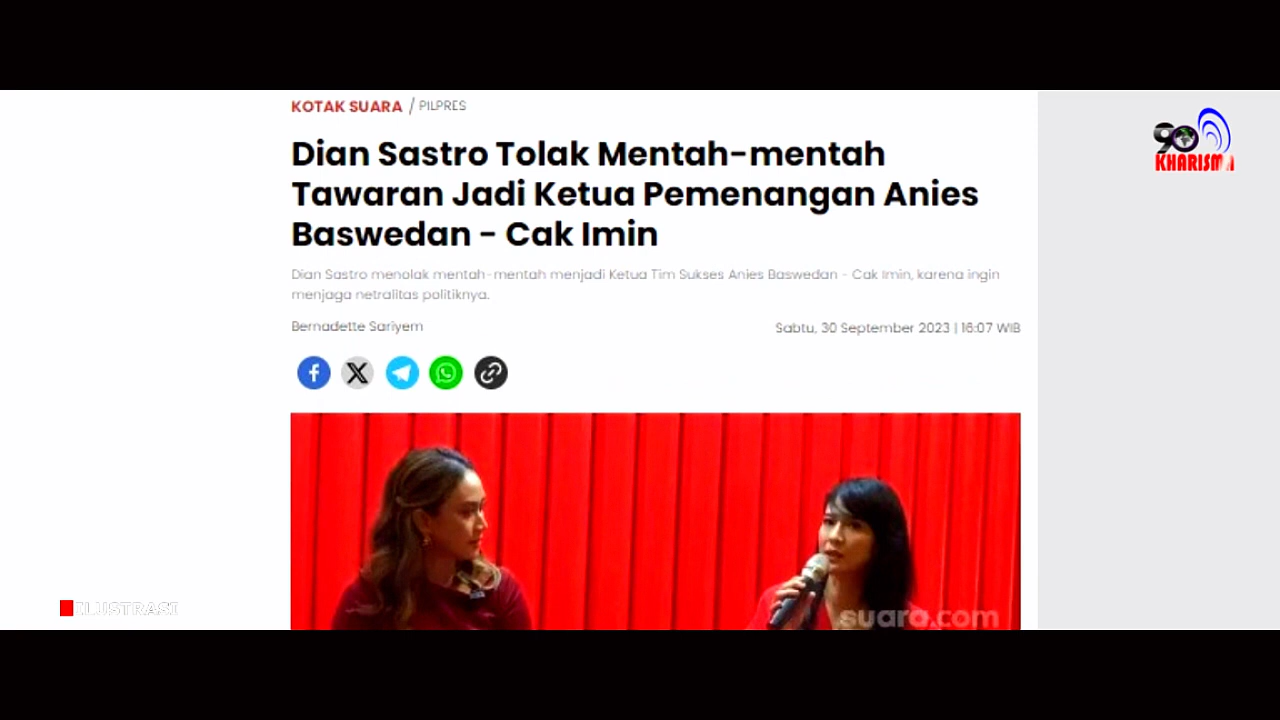 KOTAK SUARA / PILPRES
90
KHARISMA
Dian Sastro Tolak Mentah-mentah
Tawaran Jadi Ketua Pemenangan Anies
Baswedan - Cak Imin
Dian Sastro menolak mentah-mentah menjadi Ketua Tim Sukses Anies Baswedan - Cak Imin, karena ingin
menjaga netralitas politiknya.
Bernadette Sariyem
Sabtu, 30 September 2023 | 16:07 WIB
suara.com
ILUSTRASI